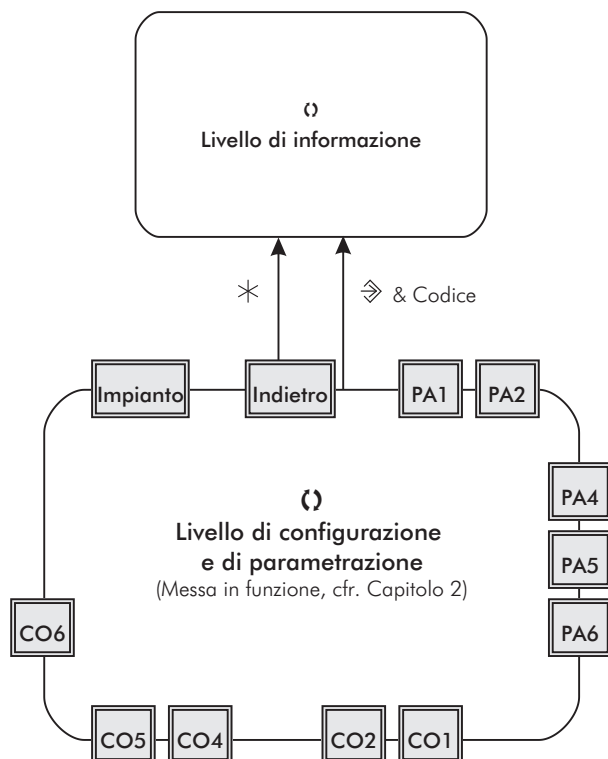 Livello di informazione
& Codice
Impianto
Indietro
PA1
PA2
PA4
Livello di configurazione
e di parametrazione
(Messa in funzione, cfr. Capitolo 2)
PA5
CO6
PA6
CO5
CO4
CO2
CO1